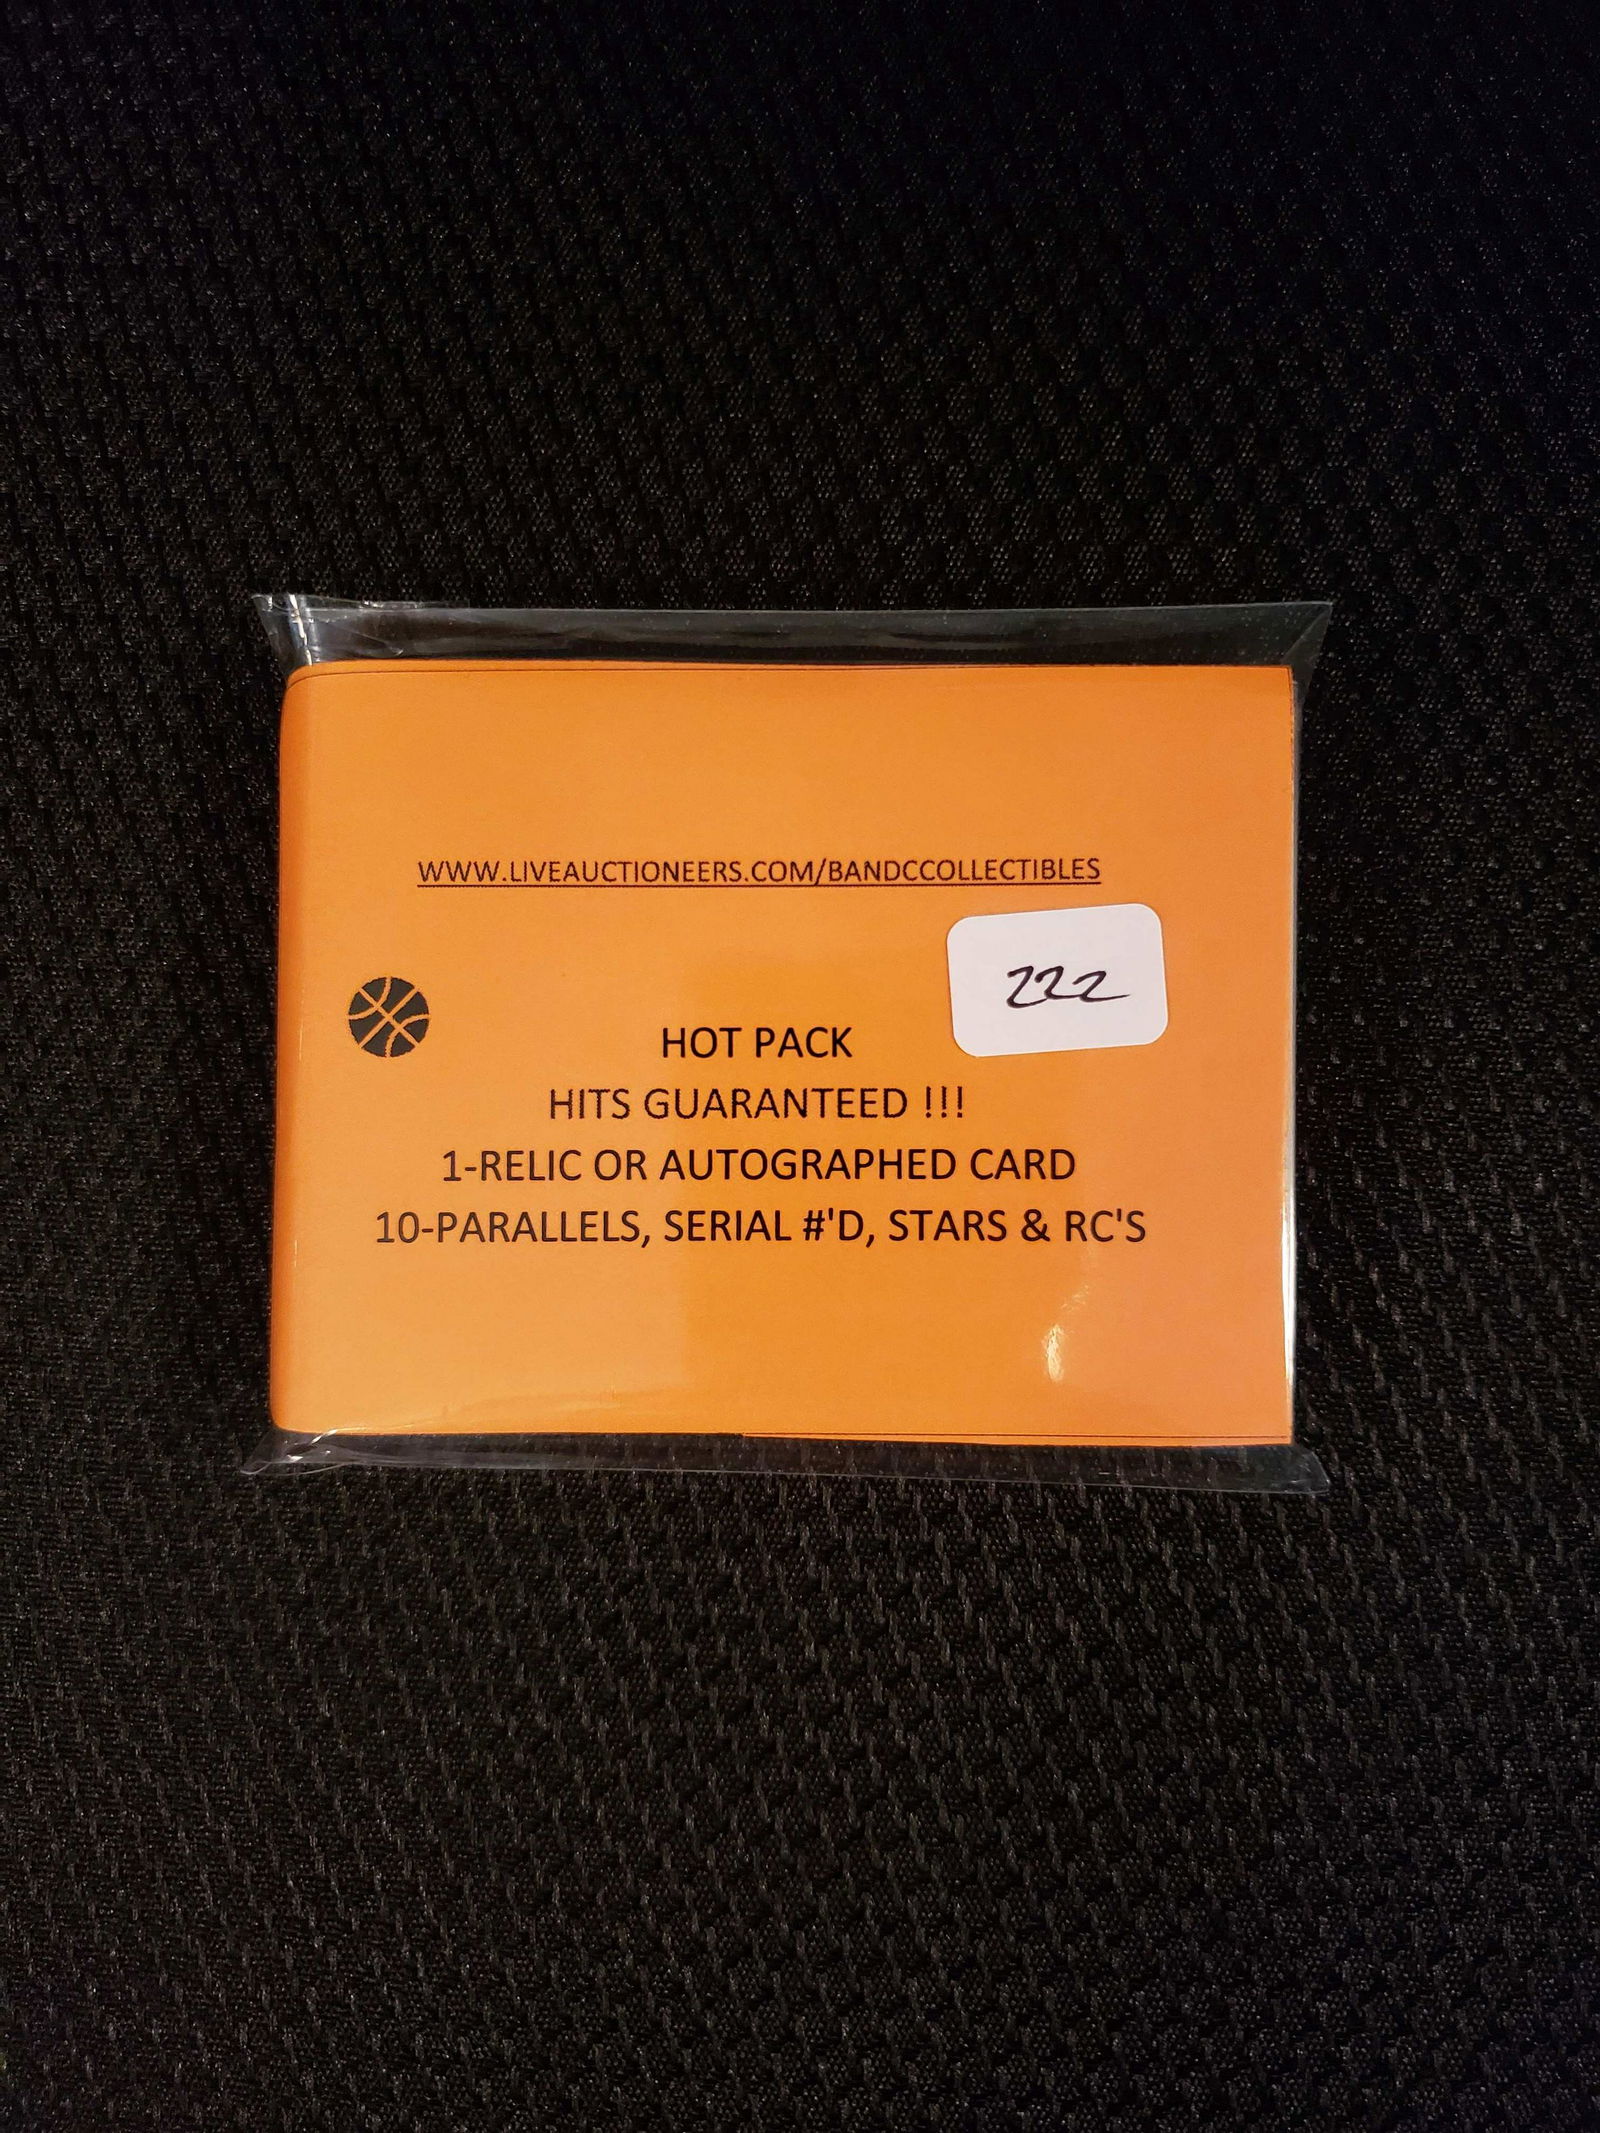 WWW.LIVEAUCTIONEERS.COM/BANDCCOLLECTIBLES
222
HOT PACK
HITS GUARANTEED !!!
1-RELIC OR AUTOGRAPHED CARD
10-PARALLELS, SERIAL #'D, STARS & RC'S